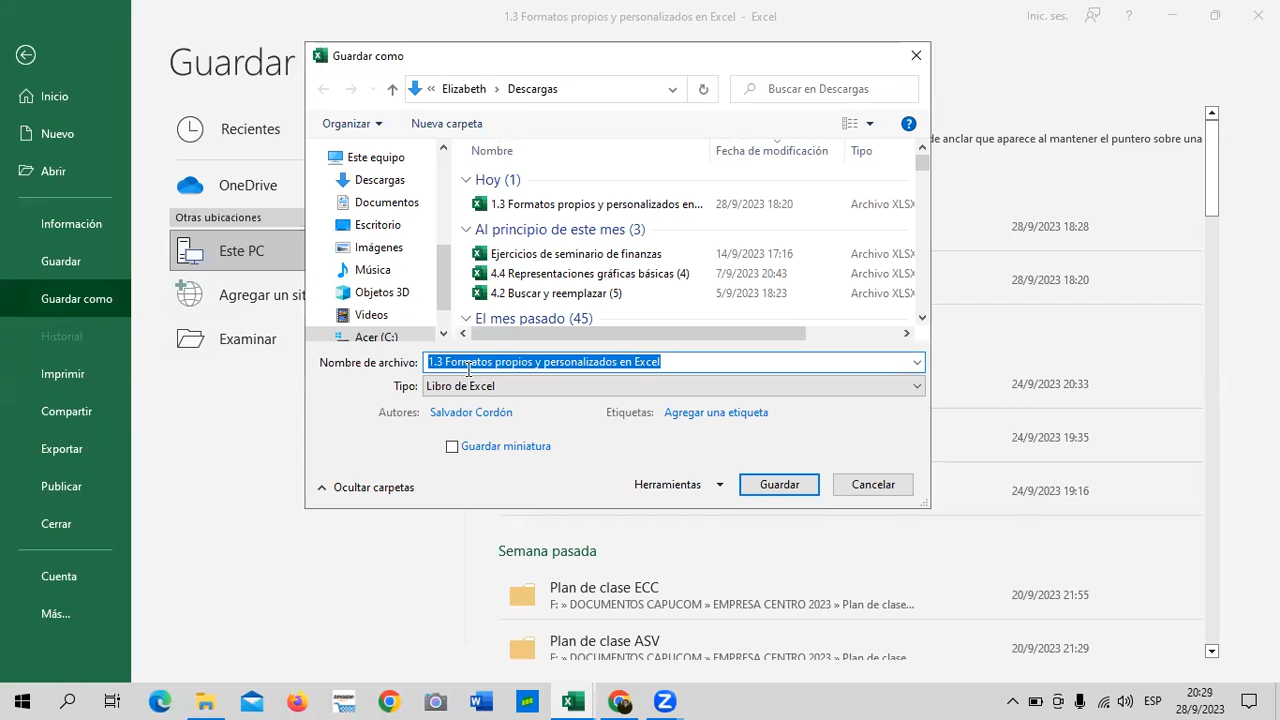 1.3 Formatos propios y personalizados en Excel - Excel
Inic. ses.
?
Guardar
Inicio
Nuevo
Abrir
Información
Guardar
Guardar como
Historial
Imprimir
Compartir
Exportar
Publicar
Cerrar
Cuenta
Más...
Recientes
OneDrive
Otras ubicaciones
Este PC
Agregar un sit
Examinar
Guardar como
« Elizabeth › Descargas
Buscar en Descargas
Organizar
Nueva carpeta
?
Este equipo
Descargas
Documentos
Escritorio
Imágenes
Música
Objetos 3D
Videos
Acer (C:)
Nombre Fecha de modificación Tipo
Hoy (1)
1.3 Formatos propios y personalizados en... 28/9/2023 18:20 Archivo XLSX
Al principio de este mes (3)
Ejercicios de seminario de finanzas 14/9/2023 17:16 Archivo XLSX
4.4 Representaciones gráficas básicas (4) 7/9/2023 20:43 Archivo XLSX
4.2 Buscar y reemplazar (5) 5/9/2023 18:23 Archivo XLSX
El mes pasado (45)
Nombre de archivo: 1.3 Formatos propios y personalizados en Excel
Tipo: Libro de Excel
Autores: Salvador Cordón Etiquetas: Agregar una etiqueta
Guardar miniatura
Ocultar carpetas
Herramientas
Guardar
Cancelar
de anclar que aparece al mantener el puntero sobre una
28/9/2023 18:28
28/9/2023 18:20
24/9/2023 20:33
24/9/2023 19:35
24/9/2023 19:16
Semana pasada
Plan de clase ECC 20/9/2023 21:55
F: » DOCUMENTOS CAPUCOM » EMPRESA CENTRO 2023 » Plan de clase...
Plan de clase ASV 20/9/2023 21:29
F: » DOCUMENTOS CAPUCOM » EMPRESA CENTRO 2023 » Plan de clase...
ESP
20:29
28/9/2023